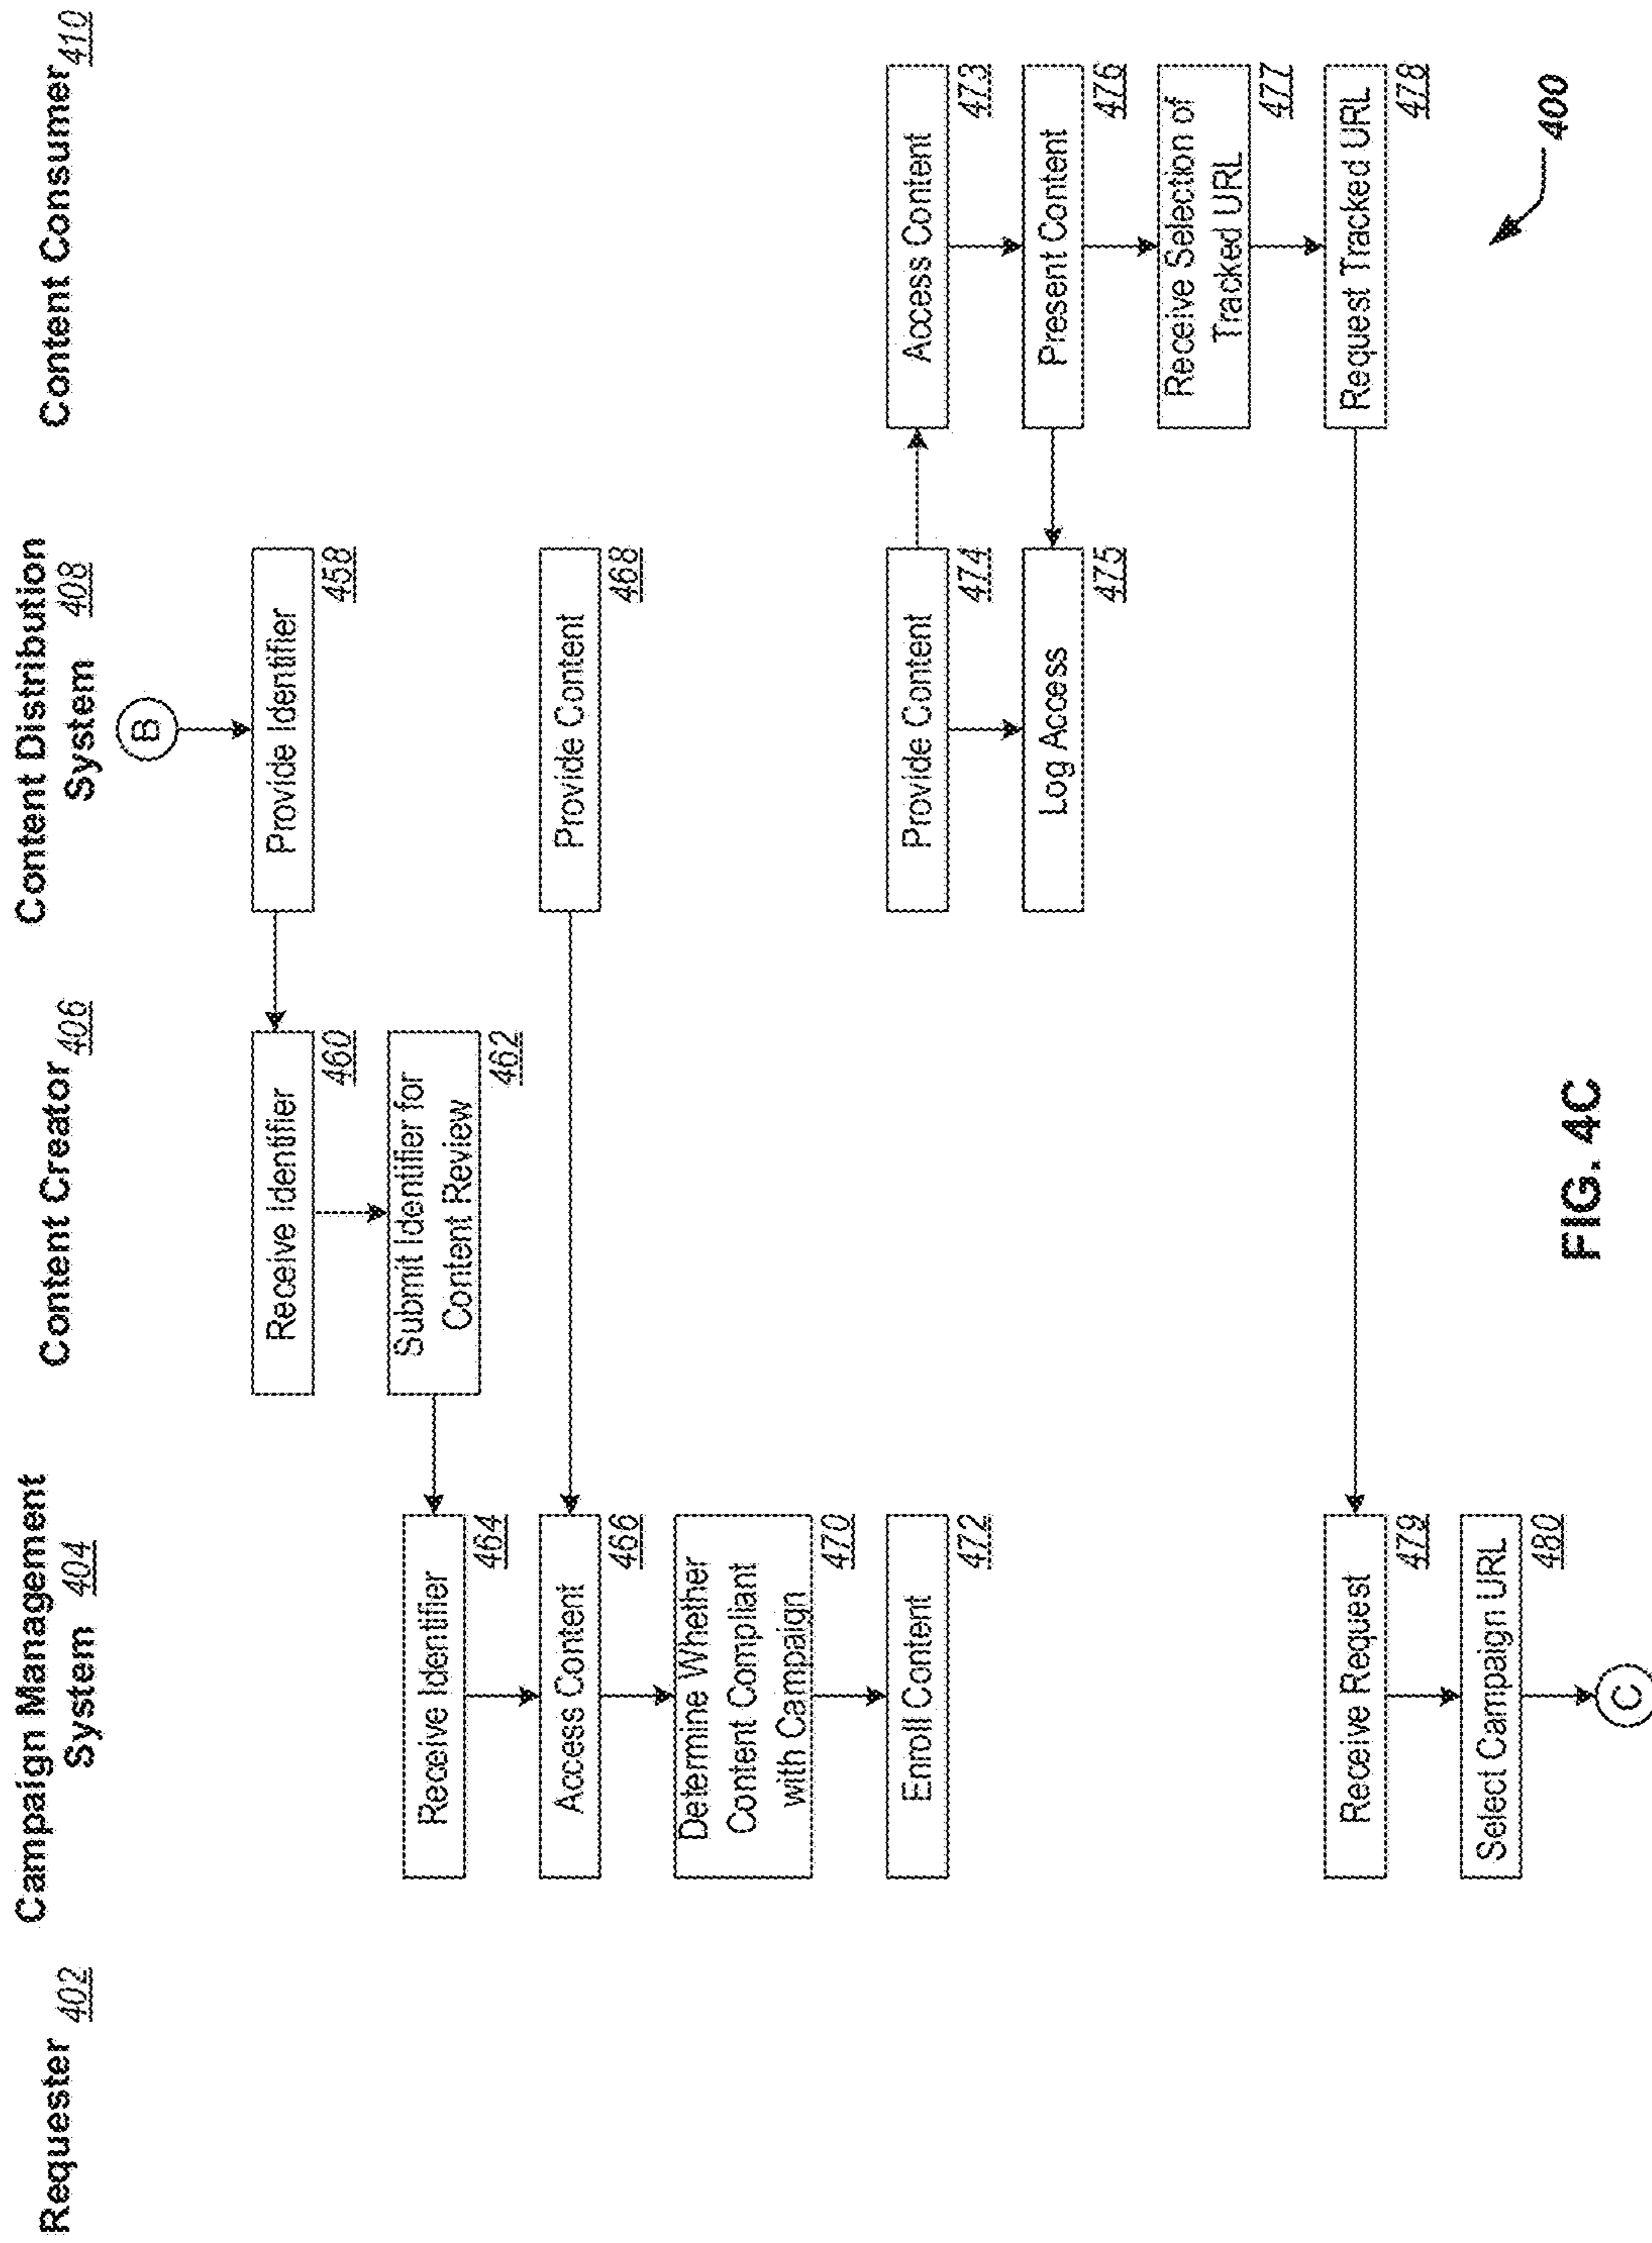 Requester 402
Campaign Management
System 404
Content Creator 406
Content Distribution
System 408
Content Consumer 410
B
Provide Identifier
458
Receive Identifier
460
Submit Identifier for
Content Review
462
Receive Identifier
464
Access Content
466
Provide Content
468
Determine Whether
Content Compliant
with Campaign
470
Enroll Content
472
Provide Content
474
Access Content
473
Log Access
475
Present Content
476
Receive Selection of
Tracked URL
477
Request Tracked URL
478
Receive Request
479
Select Campaign URL
480
C
400
FIG. 4C